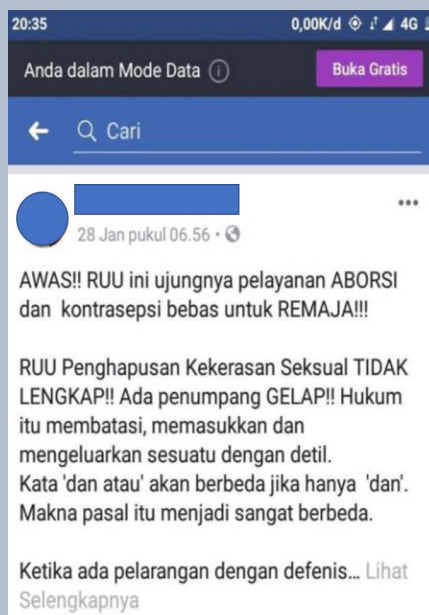 20:35 0,00K/d 4G
Anda dalam Mode Data
Buka Gratis
Cari
28 Jan pukul 06.56
AWAS!! RUU ini ujungnya pelayanan ABORSI
dan kontrasepsi bebas untuk REMAJA!!!
RUU Penghapusan Kekerasan Seksual TIDAK
LENGKAP!! Ada penumpang GELAP!! Hukum
itu membatasi, memasukkan dan
mengeluarkan sesuatu dengan detil.
Kata 'dan atau' akan berbeda jika hanya 'dan'.
Makna pasal itu menjadi sangat berbeda.
Ketika ada pelarangan dengan defenis... Lihat
Selengkapnya